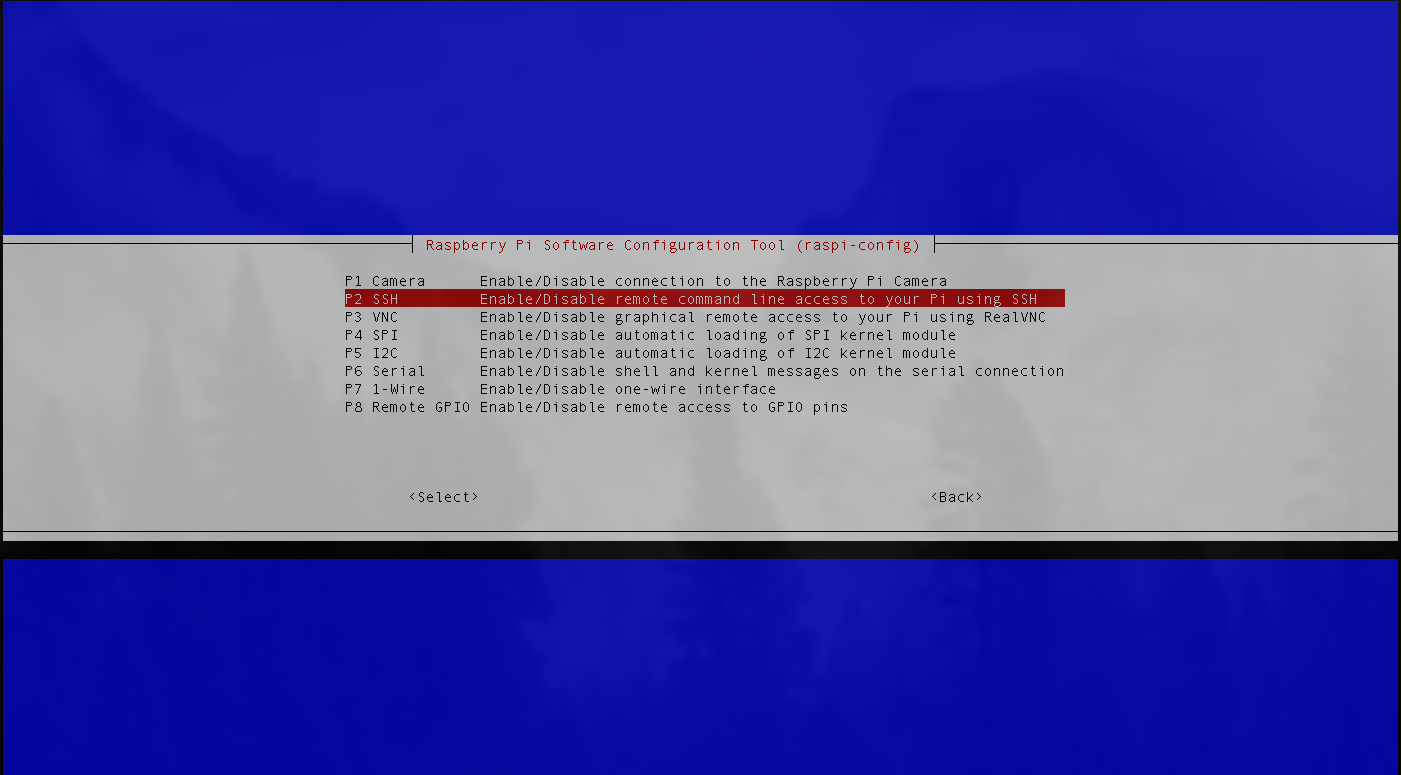 Raspberry Pi Software Configuration Tool (raspi-config)
P1 Camera Enable/Disable connection to the Raspberry Pi Camera
P2 SSH Enable/Disable remote command line access to your Pi using SSH
P3 VNC Enable/Disable graphical remote access to your Pi using RealVNC
P4 SPI Enable/Disable automatic loading of SPI kernel module
P5 I2C Enable/Disable automatic loading of I2C kernel module
P6 Serial Enable/Disable shell and kernel messages on the serial connection
P7 1-Wire Enable/Disable one-wire interface
P8 Remote GPIO Enable/Disable remote access to GPIO pins
<Select> <Back>